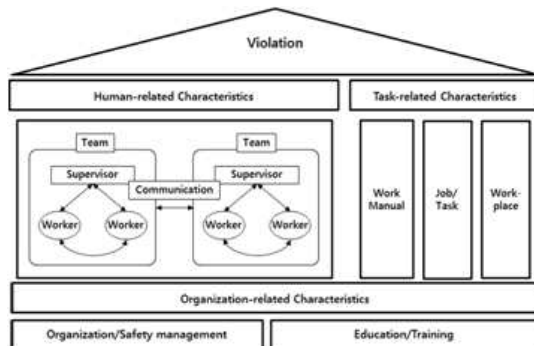 Violation
Human-related Characteristics
Task-related Characteristics
Team
Team
Supervisor
Supervisor
Communication
Worker
Worker
Worker
Worker
Work
Manual
Job/
Task
Work-
place
Organization-related Characteristics
Organization/Safety management
Education/Training